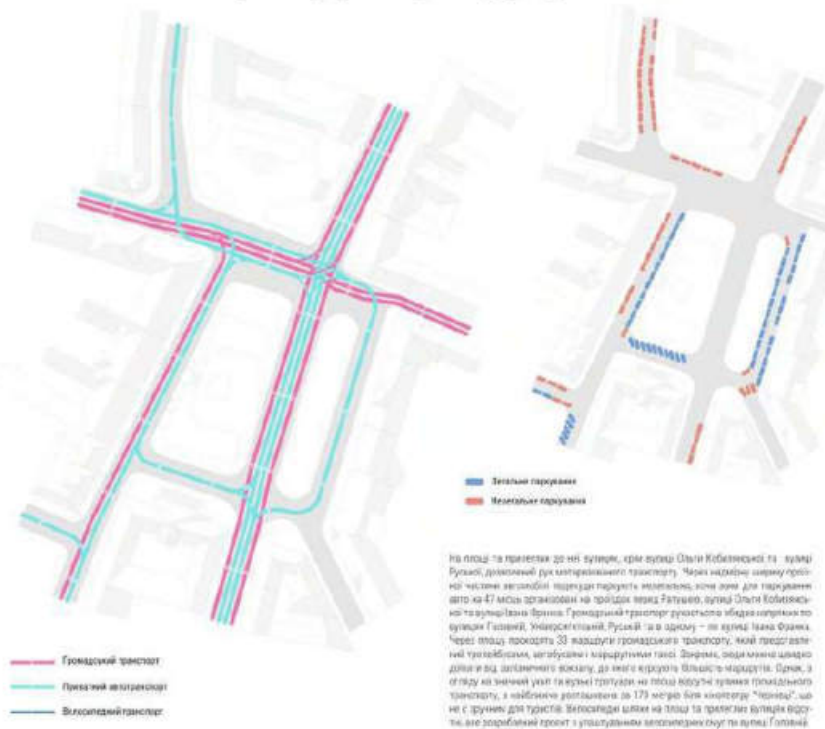 Легальне паркування
Нелегальне паркування
На площі та прилеглих до неї вулицях, крім вулиці Ольги Кобилянської та вулиці
Руської, дозволений рух моторизованого транспорту. Через надмірну ширину проїз-
ної частини автомобілі подекуди паркують нелегально, хоча зони для паркування
авто на 47 місць організовані на проїздах перед Ратушею, вулиці Ольги Кобилянсь-
кої та вулиці Івана Франка. Громадський транспорт рухається в обидва напрямки по
вулицях Головній, Університетській, Руській та в одному – по вулиці Івана Франка.
Через площу проходять 33 маршрути громадського транспорту, який представле-
ний тролейбусами, автобусами і маршрутними таксі. Зокрема, сюди можна швидко
доїхати від залізничного вокзалу, до якого курсують більшість маршрутів. Однак, з
огляду на значний ухил та вузькі тротуари на площі відсутні зупинки громадського
транспорту, а найближча розташована за 179 метрів біля кінотеатру "Чернівці", що
не є зручним для туристів. Велосипедні шляхи на площі та прилеглих вулицях відсут-
ні, але розроблений проект з улаштуванням велосипедних смуг по вулиці Головній.
Громадський транспорт
Приватний автотранспорт
Велосипедний транспорт